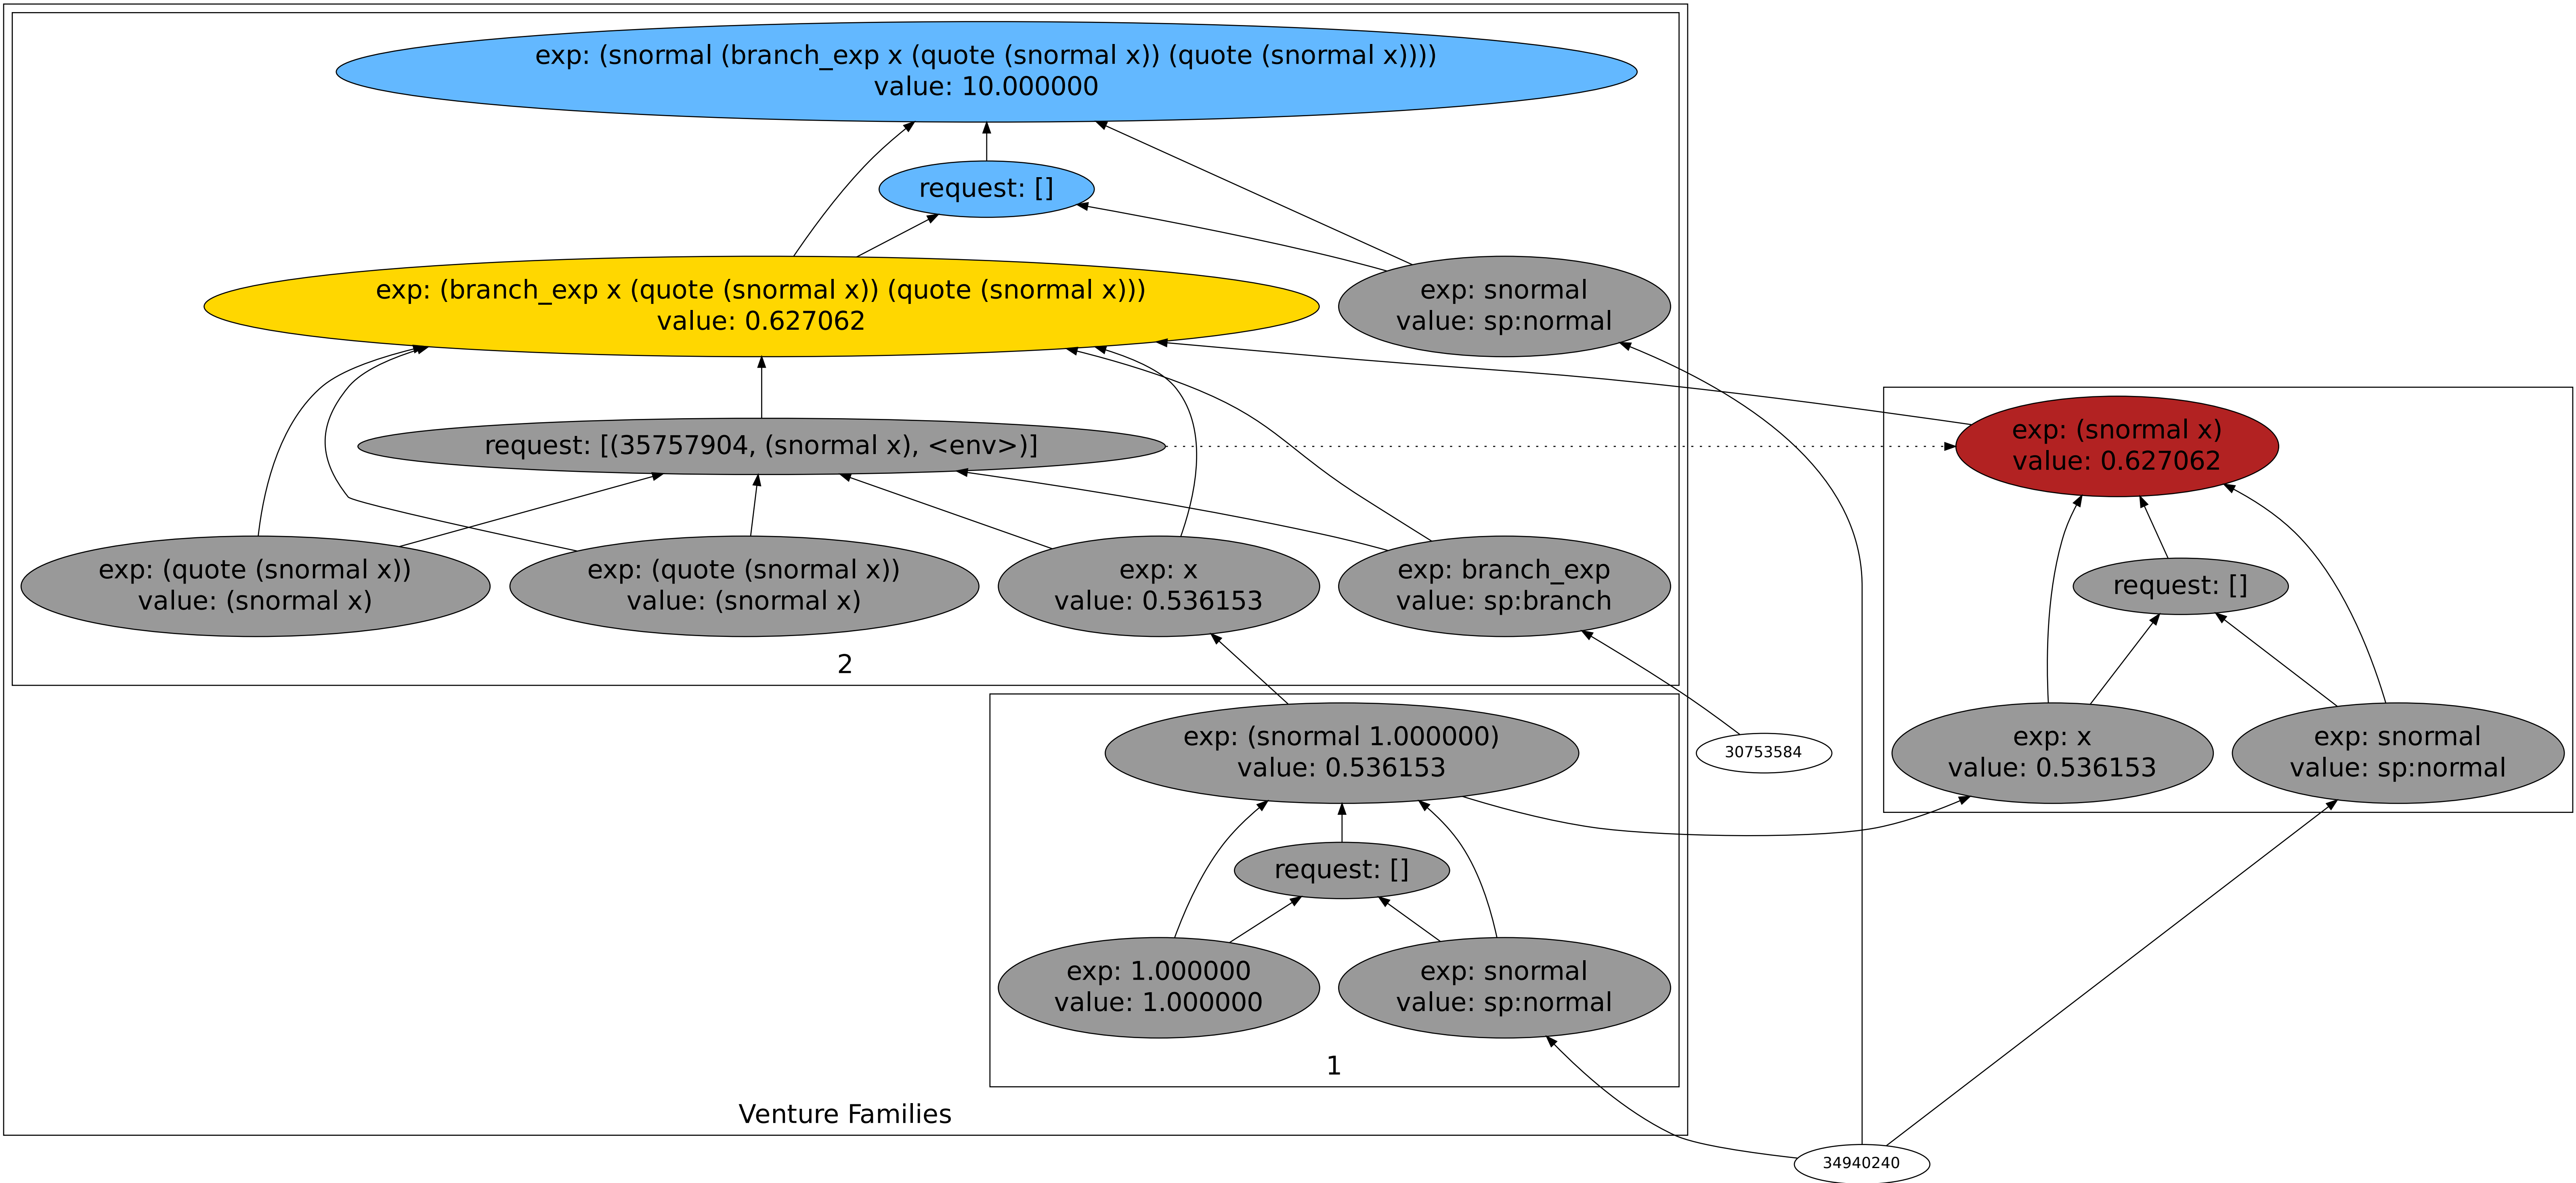 exp: (snormal (branch_exp x (quote (snormal x)) (quote (snormal x))))
value: 10.000000
request: []
exp: (branch_exp x (quote (snormal x)) (quote (snormal x)))
value: 0.627062
exp: snormal
value: sp:normal
request: [(35757904, (snormal x), <env>)]
exp: (snormal x)
value: 0.627062
exp: (quote (snormal x))
value: (snormal x)
exp: (quote (snormal x))
value: (snormal x)
exp: x
value: 0.536153
exp: branch_exp
value: sp:branch
request: []
2
exp: (snormal 1.000000)
value: 0.536153
30753584
exp: x
value: 0.536153
exp: snormal
value: sp:normal
request: []
exp: 1.000000
value: 1.000000
exp: snormal
value: sp:normal
1
Venture Families
34940240